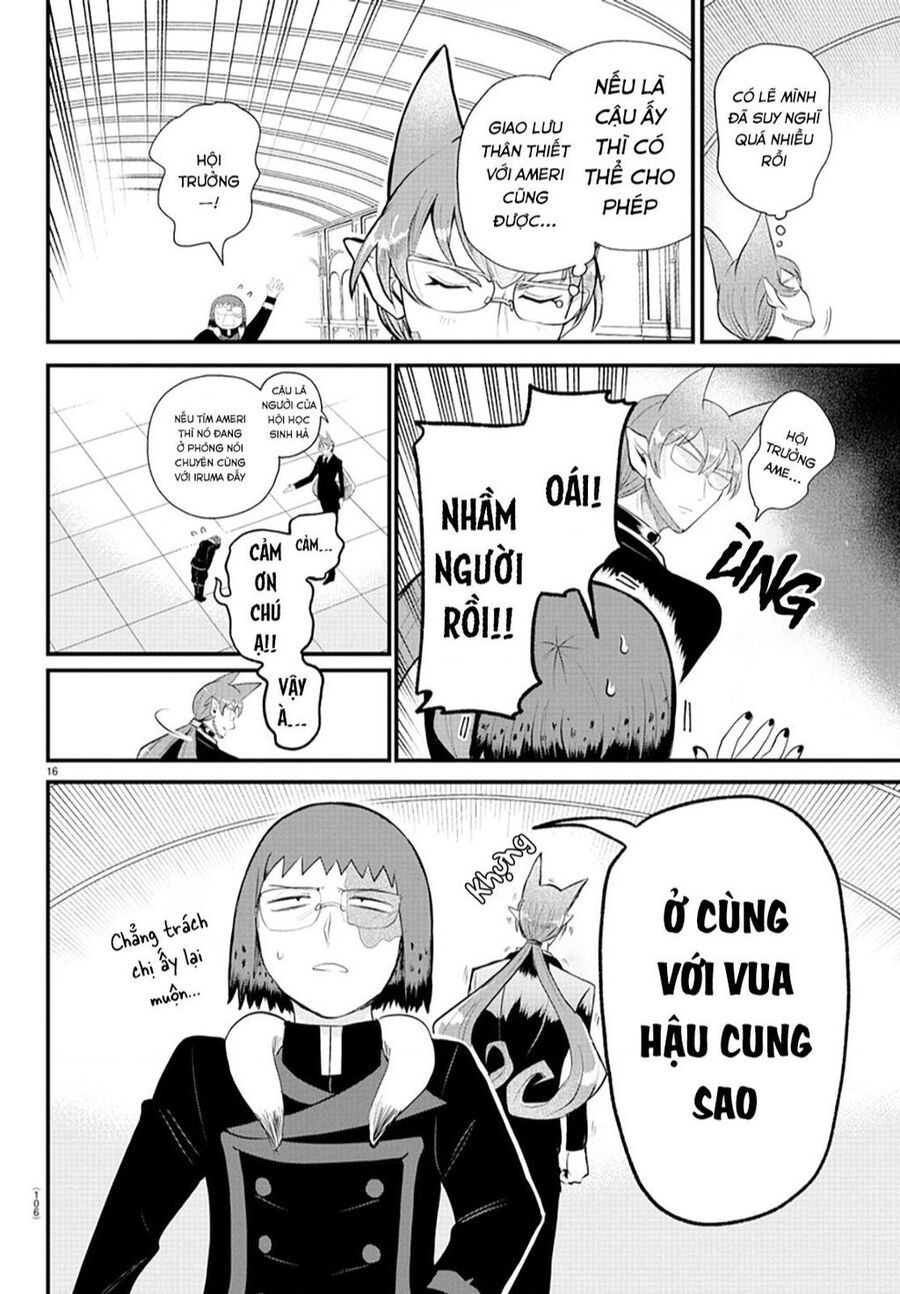 CÓ LẼ MÌNH
ĐÃ SUY NGHĨ
QUÁ NHIỀU
RỒI
NẾU LÀ
CẬU ẤY
THÌ CÓ
THỂ CHO
PHÉP
GIAO LƯU
THÂN THIẾT
VỚI AMERI
CŨNG
ĐƯỢC...
HỘI
TRƯỞNG
—!
HỘI
TRƯỞNG
AME...
ÙNG
OÁI!
NHẦM
NGƯỜI
RỒI!!
CẬU LÀ
NGƯỜI CỦA
HỘI HỌC
SINH HẢ
NẾU TÌM AMERI
THÌ NÓ ĐANG
Ở PHÒNG NÓI
CHUYỆN CÙNG
VỚI IRUMA ĐẤY
CẢM...
CẢM
ƠN CHÚ
Ạ!!
VẬY
À...
16
Ở CÙNG
VỚI VUA
HẬU CUNG
SAO
Khựng
Chẳng trách
chị ấy lại
muộn...
(106)